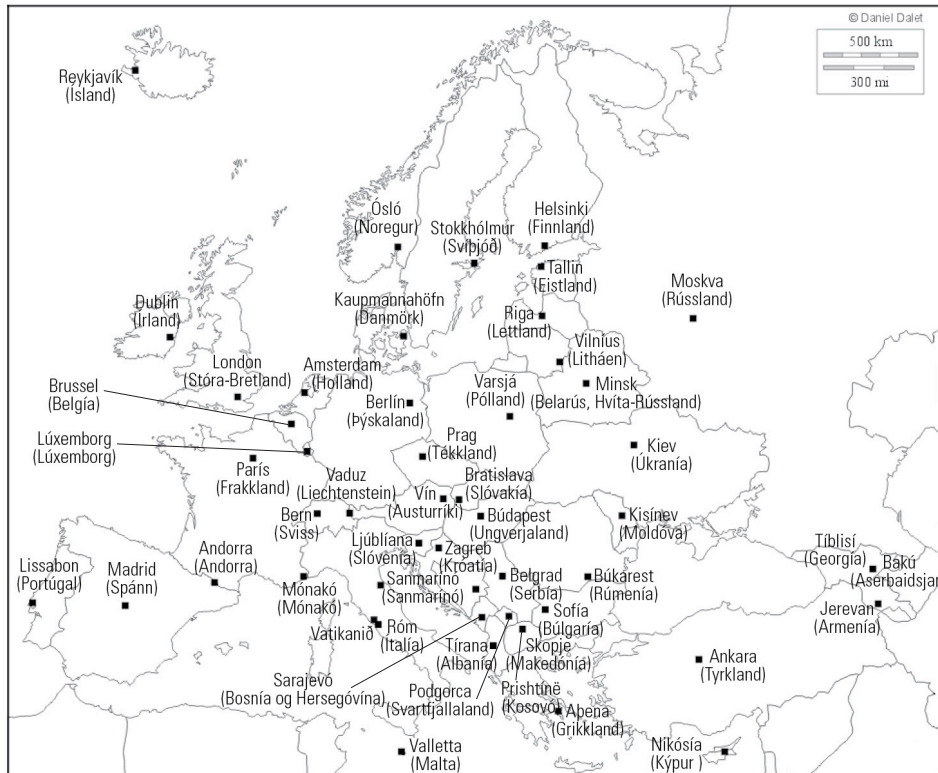 © Daniel Dalet
500 km
300 mi
Reykjavík
(Ísland)
Ósló
(Noregur)
Stokkhólmur
(Svíþjóð)
Helsinki
(Finnland)
Tallin
(Eistland)
Moskva
(Rússland)
Dublin
(Írland)
Kaupmannahöfn
(Danmörk)
Riga
(Lettland)
Vilníus
(Litháen)
London
(Stóra-Bretland)
Amsterdam
(Holland)
Brussel
(Belgía)
Berlín
(Þýskaland)
Varsjá
(Pólland)
Minsk
(Belarús, Hvíta-Rússland)
Lúxemborg
(Lúxemborg)
Prag
(Tékkland)
Kiev
(Úkranía)
París
(Frakkland)
Vaduz
(Liechtenstein)
Vín
(Austurríki)
Bratislava
(Slóvakía)
Bern
(Sviss)
Búdapest
(Ungverjaland)
Kisínev
(Moldóva)
Ljúblíana
(Slóvenía)
Zagreb
(Króatía)
Tíblisí
(Georgía)
Bakú
(Aserbaídsjan)
Lissabon
(Portúgal)
Madrid
(Spánn)
Andorra
(Andorra)
Mónakó
(Mónakó)
Sanmarínó
(Sanmarínó)
Belgrad
(Serbía)
Búkarest
(Rúmenía)
Jerevan
(Armenía)
Vatikanið
Róm
(Ítalía)
Sofía
(Búlgaría)
Tírana
(Albanía)
Skopje
(Makedónía)
Ankara
(Tyrkland)
Sarajevó
(Bosnía og Hersegóvína)
Podgorca
(Svartfjallaland)
Prishtínë
(Kosovó)
Aþena
(Grikkland)
Valletta
(Malta)
Nikósía
(Kýpur )